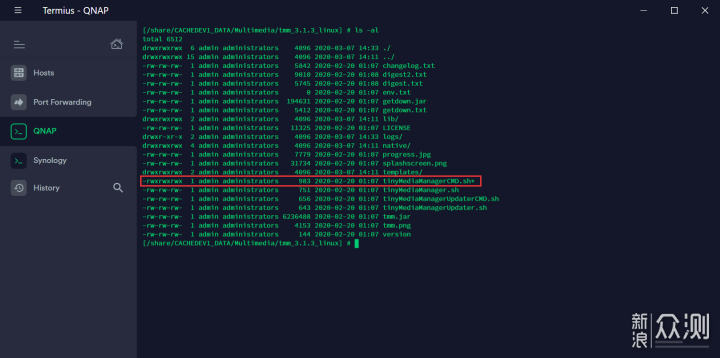 Termius - QNAP
Hosts
Port Forwarding
QNAP
Synology
History
[/share/CACHEDEV1_DATA/Multimedia/tmm_3.1.3_linux] # ls -al
total 6512
drwxrwxrwx 6 admin administrators 4096 2020-03-07 14:33 ./
drwxrwxrwx 15 admin administrators 4096 2020-03-07 14:11 ../
-rw-rw-rw- 1 admin administrators 5842 2020-02-20 01:07 changelog.txt
-rw-rw-rw- 1 admin administrators 9010 2020-02-20 01:08 digest2.txt
-rw-rw-rw- 1 admin administrators 5745 2020-02-20 01:08 digest.txt
-rw-rw-rw- 1 admin administrators 0 2020-02-20 01:07 env.txt
-rw-rw-rw- 1 admin administrators 194631 2020-02-20 01:07 getdown.jar
-rw-rw-rw- 1 admin administrators 5412 2020-02-20 01:07 getdown.txt
drwxrwxrwx 2 admin administrators 4096 2020-03-07 14:11 lib/
-rw-rw-rw- 1 admin administrators 11325 2020-02-20 01:07 LICENSE
drwxr-xr-x 2 admin administrators 4096 2020-03-07 14:33 logs/
drwxrwxrwx 4 admin administrators 4096 2020-03-07 14:11 native/
-rw-rw-rw- 1 admin administrators 7779 2020-02-20 01:07 progress.jpg
-rw-rw-rw- 1 admin administrators 31734 2020-02-20 01:07 splashscreen.png
drwxrwxrwx 2 admin administrators 4096 2020-03-07 14:11 templates/
-rwxrwxrwx 1 admin administrators 983 2020-02-20 01:07 tinyMediaManagerCMD.sh*
-rw-rw-rw- 1 admin administrators 751 2020-02-20 01:07 tinyMediaManager.sh
-rw-rw-rw- 1 admin administrators 656 2020-02-20 01:07 tinyMediaManagerUpdaterCMD.sh
-rw-rw-rw- 1 admin administrators 643 2020-02-20 01:07 tinyMediaManagerUpdater.sh
-rw-rw-rw- 1 admin administrators 6236488 2020-02-20 01:07 tmm.jar
-rw-rw-rw- 1 admin administrators 4153 2020-02-20 01:07 tmm.png
-rw-rw-rw- 1 admin administrators 144 2020-02-20 01:07 version
[/share/CACHEDEV1_DATA/Multimedia/tmm_3.1.3_linux] #
新浪众测